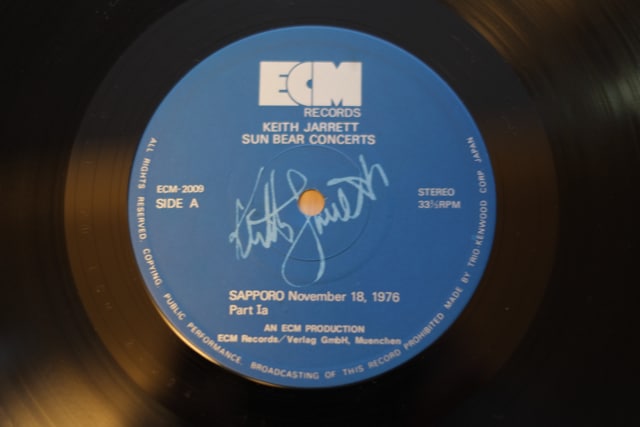 ECM
RECORDS
KEITH JARRETT
SUN BEAR CONCERTS
ECM-2009
SIDE A
STEREO
33⅓RPM
Keith Jarrett
SAPPORO November 18, 1976
Part Ia
AN ECM PRODUCTION
ECM Records/Verlag GmbH, Muenchen
ALL RIGHTS RESERVED. COPYING. PUBLIC PERFORMANCE. BROADCASTING OF THIS RECORD PROHIBITED MADE BY TRIO-KENWOOD CORP JAPAN